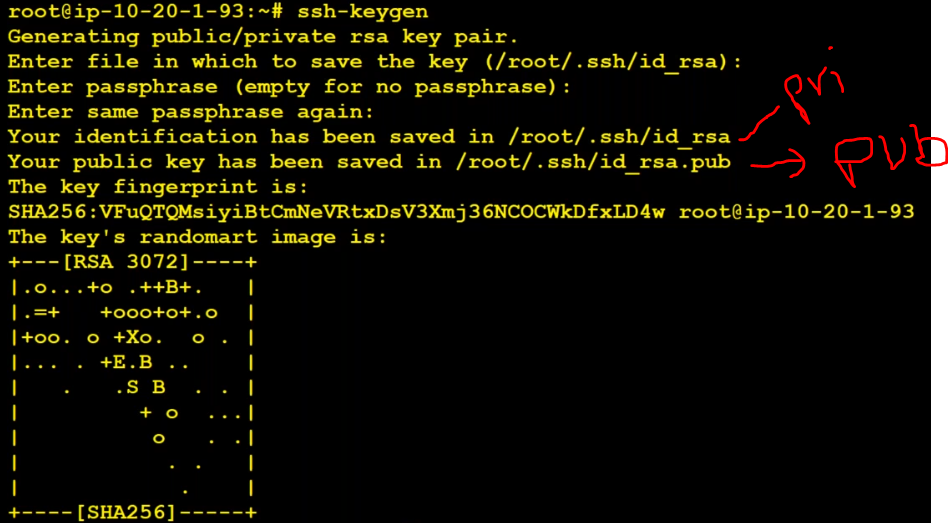 root@ip-10-20-1-93:~# ssh-keygen
Generating public/private rsa key pair.
Enter file in which to save the key (/root/.ssh/id_rsa):
Enter passphrase (empty for no passphrase):
Enter same passphrase again:
Your identification has been saved in /root/.ssh/id_rsa
pri
Your public key has been saved in /root/.ssh/id_rsa.pub
pub
The key fingerprint is:
SHA256:VFuQTQMsiyiBtCmNeVRtxDsV3Xmj36NCOCWkDfxLD4w root@ip-10-20-1-93
The key's randomart image is:
+---[RSA 3072]----+
|.o...+o .++B+.   |
|.=+   +ooo+o+.o  |
|+oo. o +Xo.  o . |
|... . +E.B ..    |
|    .   .S B  . . |
|         + o  ...|
|          o   . .|
|           . .   |
|            .    |
+----[SHA256]-----+